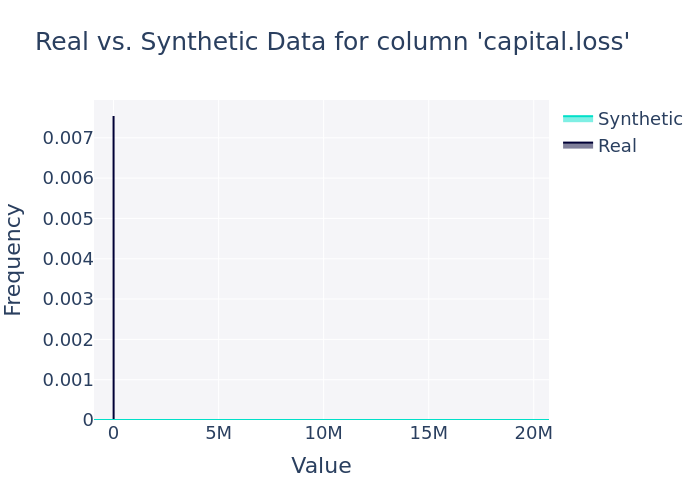 Real vs. Synthetic Data for column 'capital.loss'
Synthetic
Real
Frequency
0.007
0.006
0.005
0.004
0.003
0.002
0.001
0
0 5M 10M 15M 20M
Value